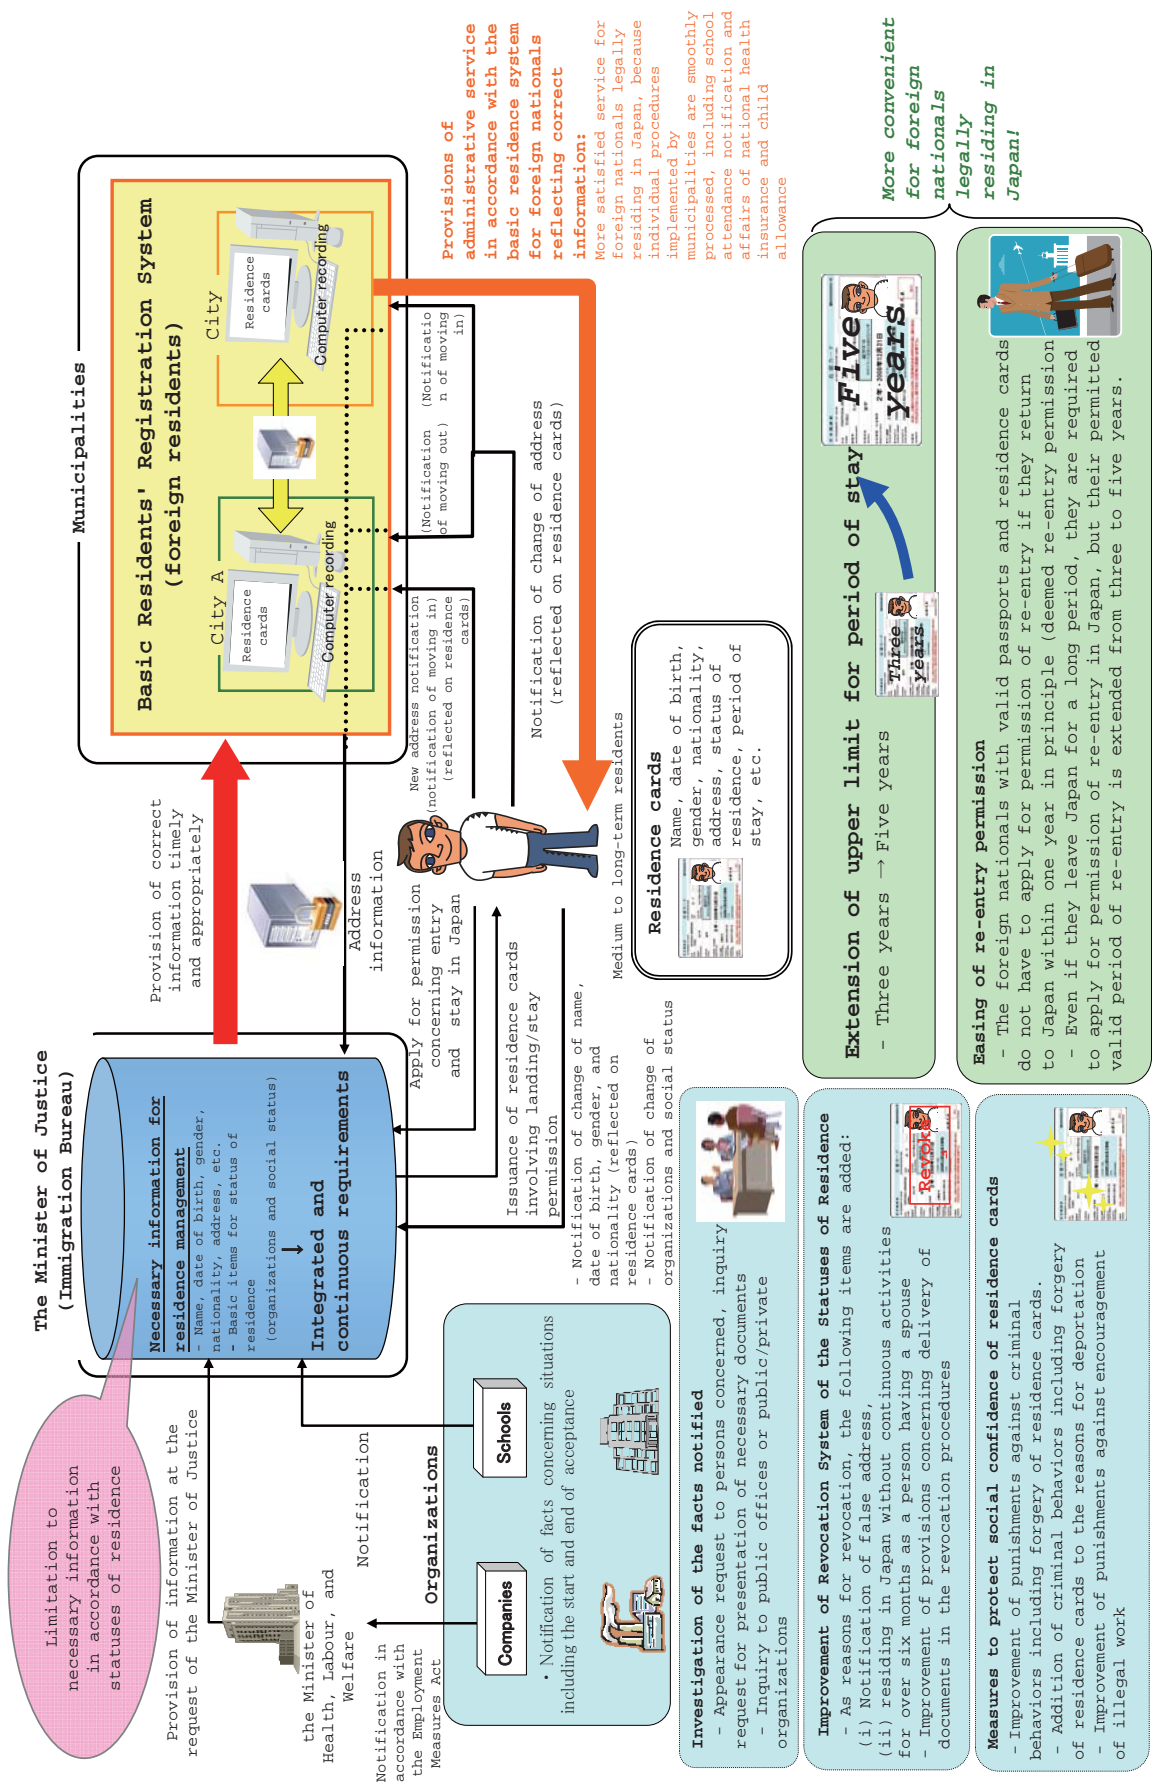 Limitation to
necessary information
in accordance with
statuses of residence
The Minister of Justice
(Immigration Bureau)
Necessary information for
residence management
- Name, date of birth, gender,
nationality, address, etc.
- Basic items for status of
residence
(organizations and social status)
↓
Integrated and
continuous requirements
Provision of correct
information timely
and appropriately
Address
information
Municipalities
Basic Residents' Registration System
(foreign residents)
City A
Residence
cards
Computer recording
City
Residence
cards
Computer recording
Provision of information at the
request of the Minister of Justice
the Minister of
Health, Labour, and
Welfare
Notification in
accordance with
the Employment
Measures Act
Notification
Organizations
Companies
Schools
• Notification of facts concerning situations
including the start and end of acceptance
Apply for permission
concerning entry
and stay in Japan
Issuance of residence cards
involving landing/stay
permission
- Notification of change of name,
date of birth, gender, and
nationality (reflected on
residence cards)
- Notification of change of
organizations and social status
New address notification
(notification of moving in)
(reflected on residence
cards)
(Notification
of moving out)
(Notificatio
n of moving
in)
Notification of change of address
(reflected on residence cards)
Medium to long-term residents
Residence cards
Name, date of birth,
gender, nationality,
address, status of
residence, period of
stay, etc.
Provisions of
administrative service
in accordance with the
basic residence system
for foreign nationals
reflecting correct
information:
More satisfied service for
foreign nationals legally
residing in Japan, because
individual procedures
implemented by
municipalities are smoothly
processed, including school
attendance notification and
affairs of national health
insurance and child
allowance
Investigation of the facts notified
- Appearance request to persons concerned, inquiry
request for presentation of necessary documents
- Inquiry to public offices or public/private
organizations
Improvement of Revocation System of the Statuses of Residence
- As reasons for revocation, the following items are added:
(i) Notification of false address,
(ii) residing in Japan without continuous activities
for over six months as a person having a spouse
- Improvement of provisions concerning delivery of
documents in the revocation procedures
Revoke
Measures to protect social confidence of residence cards
- Improvement of punishments against criminal
behaviors including forgery of residence cards.
- Addition of criminal behaviors including forgery
of residence cards to the reasons for deportation
- Improvement of punishments against encouragement
of illegal work
Extension of upper limit for period of stay
- Three years → Five years
Three
years
Five
years
Easing of re-entry permission
- The foreign nationals with valid passports and residence cards
do not have to apply for permission of re-entry if they return
to Japan within one year in principle (deemed re-entry permission
- Even if they leave Japan for a long period, they are required
to apply for permission of re-entry in Japan, but their permitted
valid period of re-entry is extended from three to five years.
More convenient
for foreign
nationals
legally
residing in
Japan!